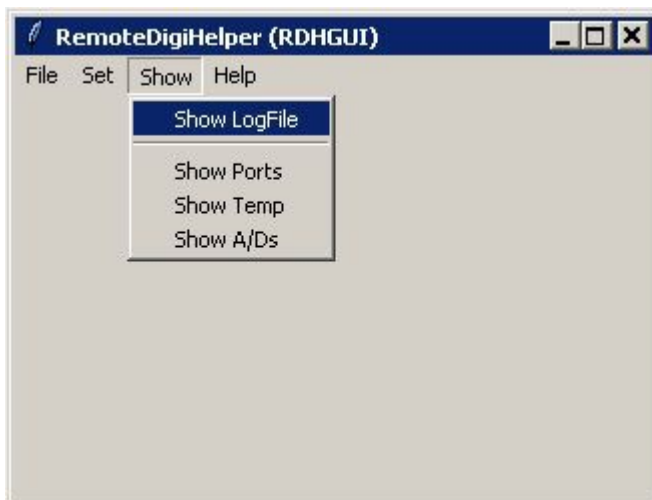 RemoteDigiHelper (RDHGUI)
File Set Show Help
Show LogFile
Show Ports
Show Temp
Show A/Ds